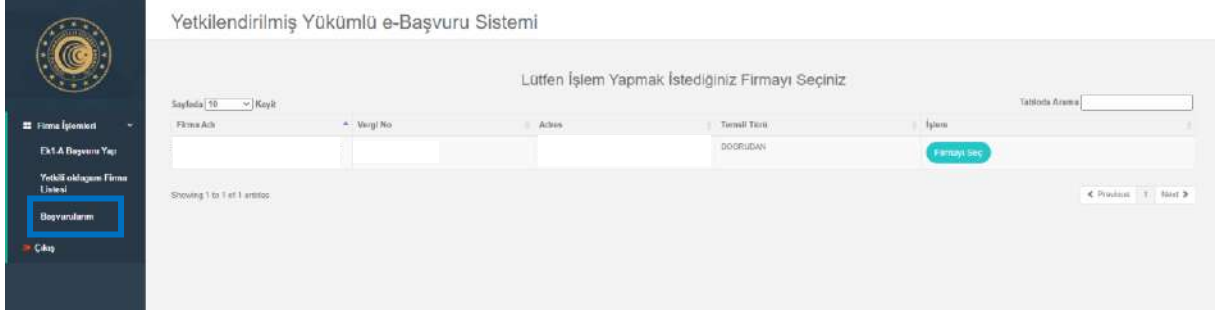 Yetkilendirilmiş Yükümlü e-Başvuru Sistemi
Lütfen İşlem Yapmak İstediğiniz Firmayı Seçiniz
Sayfada 10 Kayıt
Tabloda Arama
Firma İşlemleri
Firma Adı Vergi No Adres Temsil Türü İşlem
Ek1-A Başvuru Yap
DOĞRUDAN Firmayı Seç
Yetkili olduğum Firma
Listesi
Showing 1 to 1 of 1 entries
Previous 1 Next
Başvurularım
Çıkış